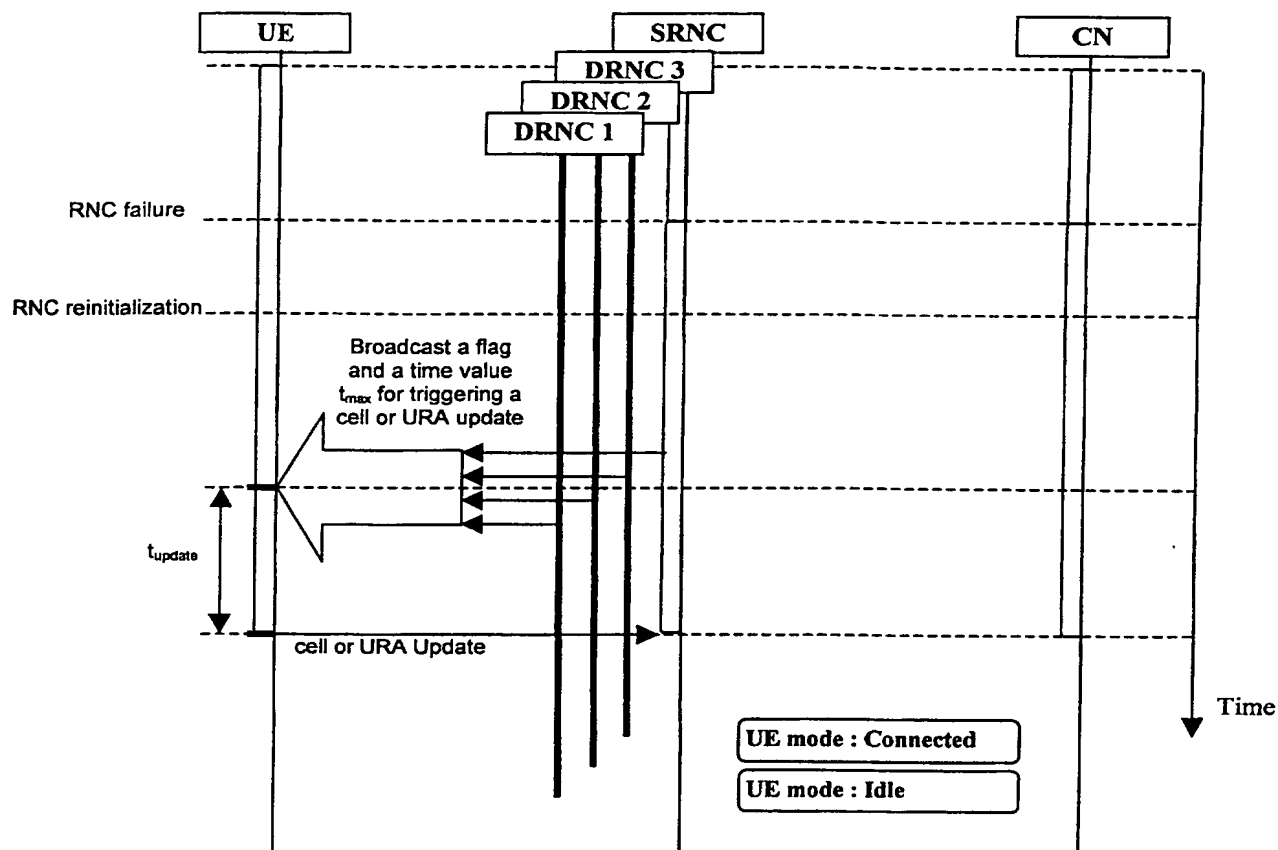 UE
SRNC
CN
DRNC 3
DRNC 2
DRNC 1
RNC failure
RNC reinitialization
Broadcast a flag
and a time value
tmax for triggering a
cell or URA update
tupdate
cell or URA Update
Time
UE mode : Connected
UE mode : Idle